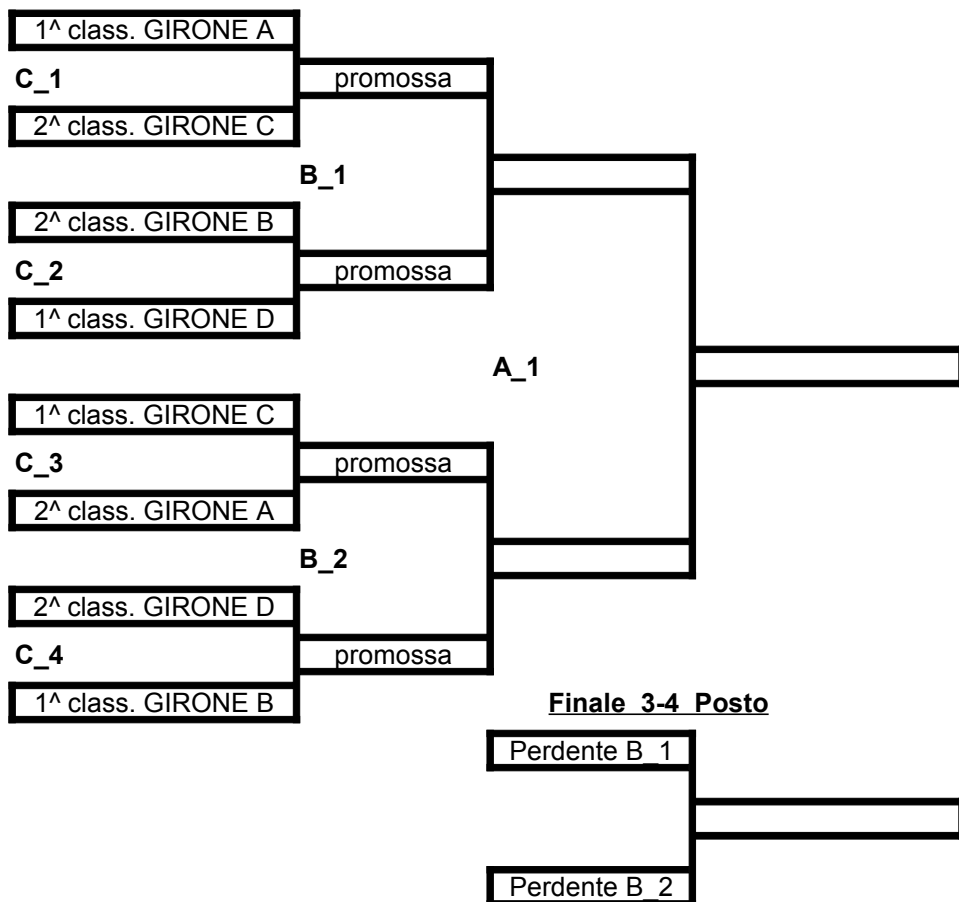 1^ class. GIRONE A
C_1
promossa
2^ class. GIRONE C
B_1
2^ class. GIRONE B
C_2
promossa
1^ class. GIRONE D
A_1
1^ class. GIRONE C
C_3
promossa
2^ class. GIRONE A
B_2
2^ class. GIRONE D
C_4
promossa
1^ class. GIRONE B
Finale 3-4 Posto
Perdente B_1
Perdente B_2